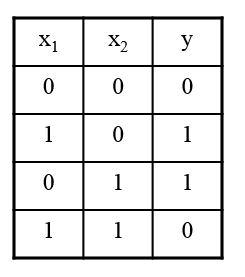 x₁ x₂ y
0 0 0
1 0 1
0 1 1
1 1 0